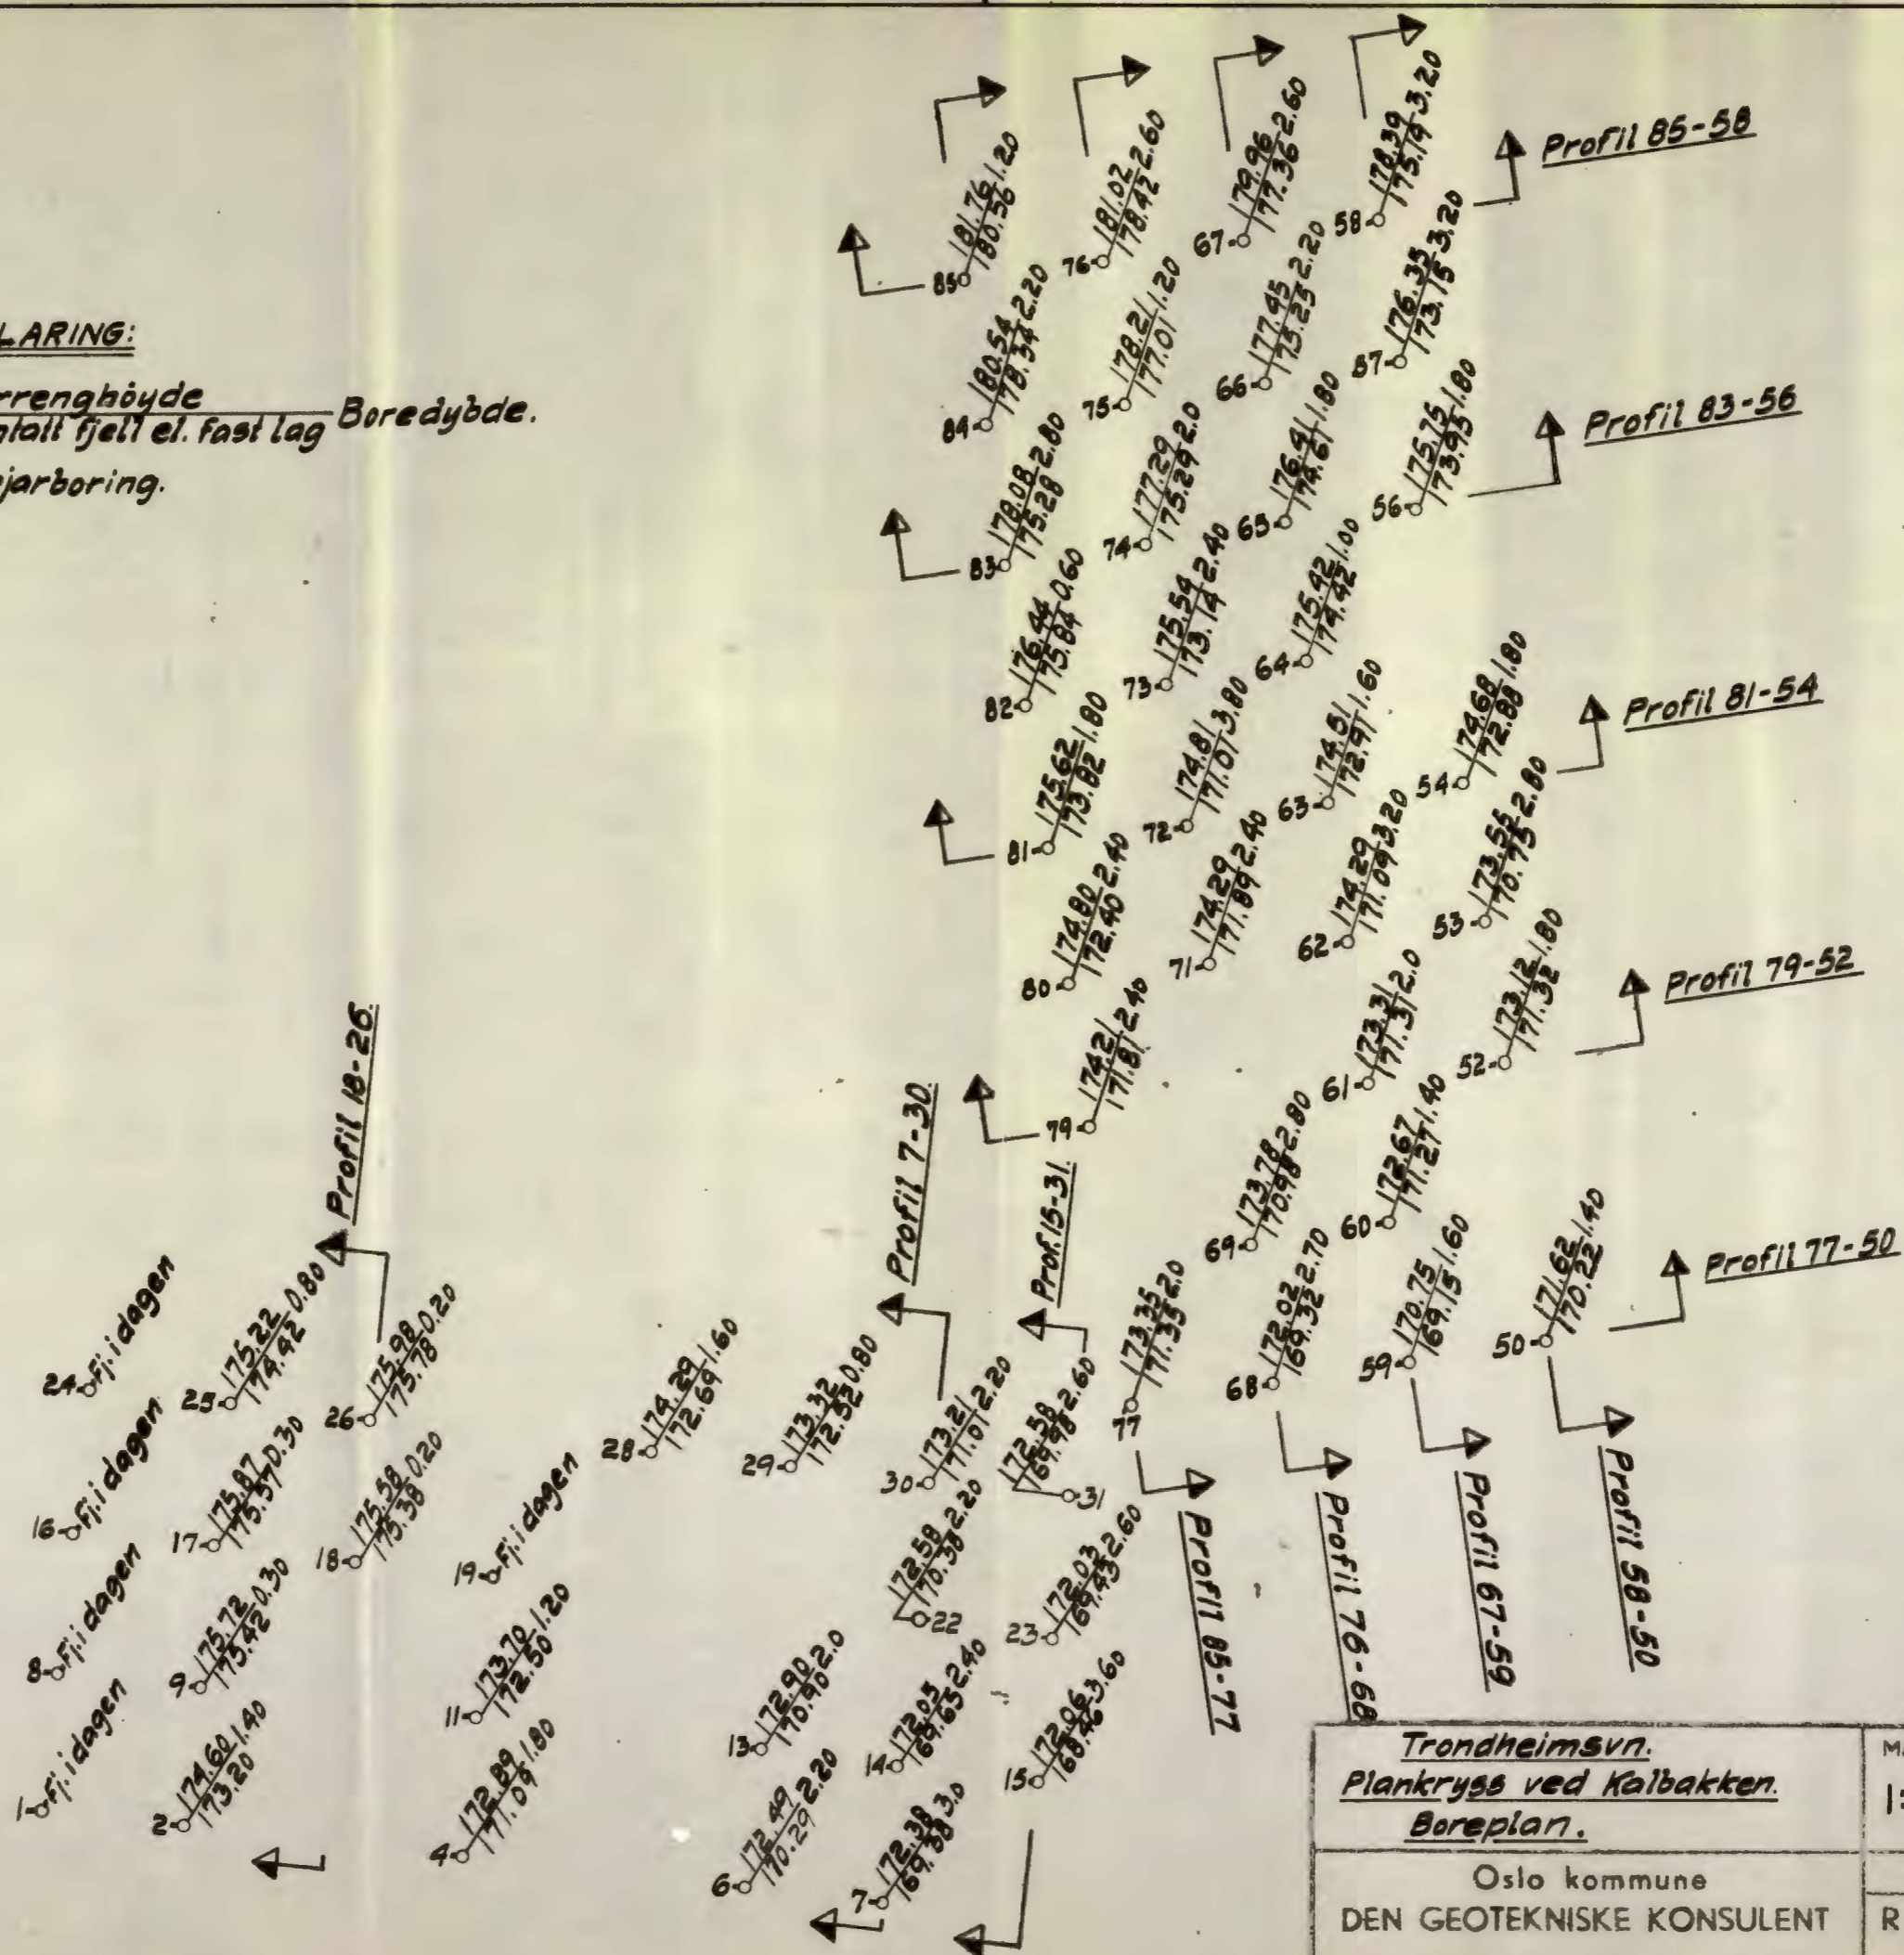 LARING:
rrenghöyde
ntatt fjell el. fast lag Boredybde.
jarboring.
85 181.76 1.20
180.56
76 181.02 2.60
178.42
67 179.96 2.60
177.36
58 178.39 3.20
175.19
Profil 85-58
84 180.54 2.20
178.34
75 178.21 1.20
177.01
66 177.45 2.20
175.25
57 176.35 3.20
173.15
83 178.08 2.80
175.28
74 177.29 2.0
175.29
65 176.41 1.80
174.61
56 175.75 1.80
173.95
Profil 83-56
82 176.44 0.60
175.84
73 175.54 2.40
173.14
64 175.42 1.00
174.42
81 175.62 1.80
173.82
72 174.81 3.80
171.01
63 174.51 1.60
172.91
54 174.68 1.80
172.88
Profil 81-54
80 174.80 2.40
172.40
71 174.29 2.40
171.89
62 174.29 3.20
171.09
53 173.55 2.80
170.75
79 174.21 2.40
171.81
61 173.31 2.0
171.31
52 173.12 1.80
171.32
Profil 79-52
69 173.78 2.80
170.98
60 172.67 1.40
171.27
77 173.35 2.0
171.35
68 172.02 2.70
169.32
59 170.75 1.60
169.15
50 171.62 1.40
170.22
Profil 77-50
Profil 18-26.
Profil 7-30.
Prof.15-31.
24 Fj. i dagen
25 175.22 0.80
174.42
26 175.98 0.20
175.78
28 174.29 1.60
172.69
29 173.32 0.80
172.52
30 173.21 2.20
171.01
172.58 2.60
169.98
31
16 Fj. i dagen
17 175.87 0.30
175.57
18 175.58 0.20
175.38
19 Fj. i dagen
172.58 2.20
170.38
22
23 172.03 2.60
169.43
8 Fj. i dagen
9 175.72 0.30
175.42
11 173.70 1.20
172.50
13 172.90 2.0
170.90
14 172.05 2.40
169.65
15 172.06 3.60
168.46
1 Fj. i dagen
2 174.60 1.40
173.20
4 172.89 1.80
171.09
6 172.49 2.20
170.29
7 172.38 3.0
169.38
Profil 85-77
Profil 76-68
Profil 67-59
Profil 58-50
Trondheimsvn.
Plankryss ved Kalbakken.
Boreplan.
Oslo kommune
DEN GEOTEKNISKE KONSULENT
M
1:
R